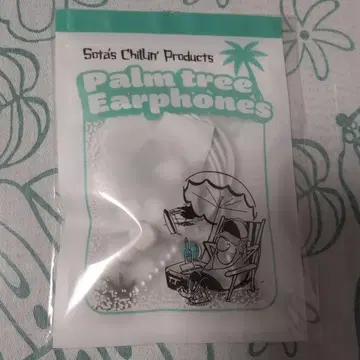 Sota's Chillin' Products
Palm tree
Earphones